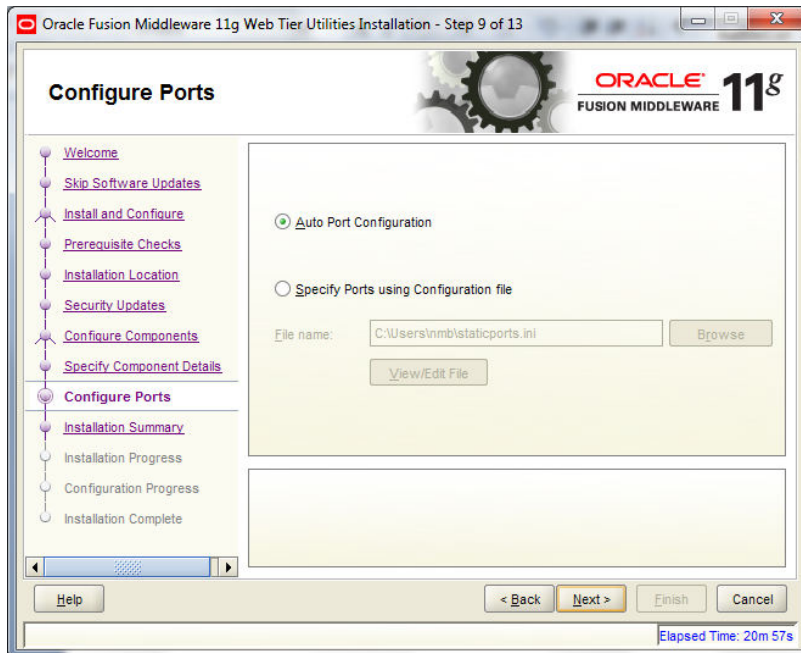 Oracle Fusion Middleware 11g Web Tier Utilities Installation - Step 9 of 13
Configure Ports
ORACLE
FUSION MIDDLEWARE
11g
Welcome
Skip Software Updates
Install and Configure
Prerequisite Checks
Installation Location
Security Updates
Configure Components
Specify Component Details
Configure Ports
Installation Summary
Installation Progress
Configuration Progress
Installation Complete
Auto Port Configuration
Specify Ports using Configuration file
File name: C:\Users\nmb\staticports.ini Browse
View/Edit File
Help < Back Next > Finish Cancel
Elapsed Time: 20m 57s